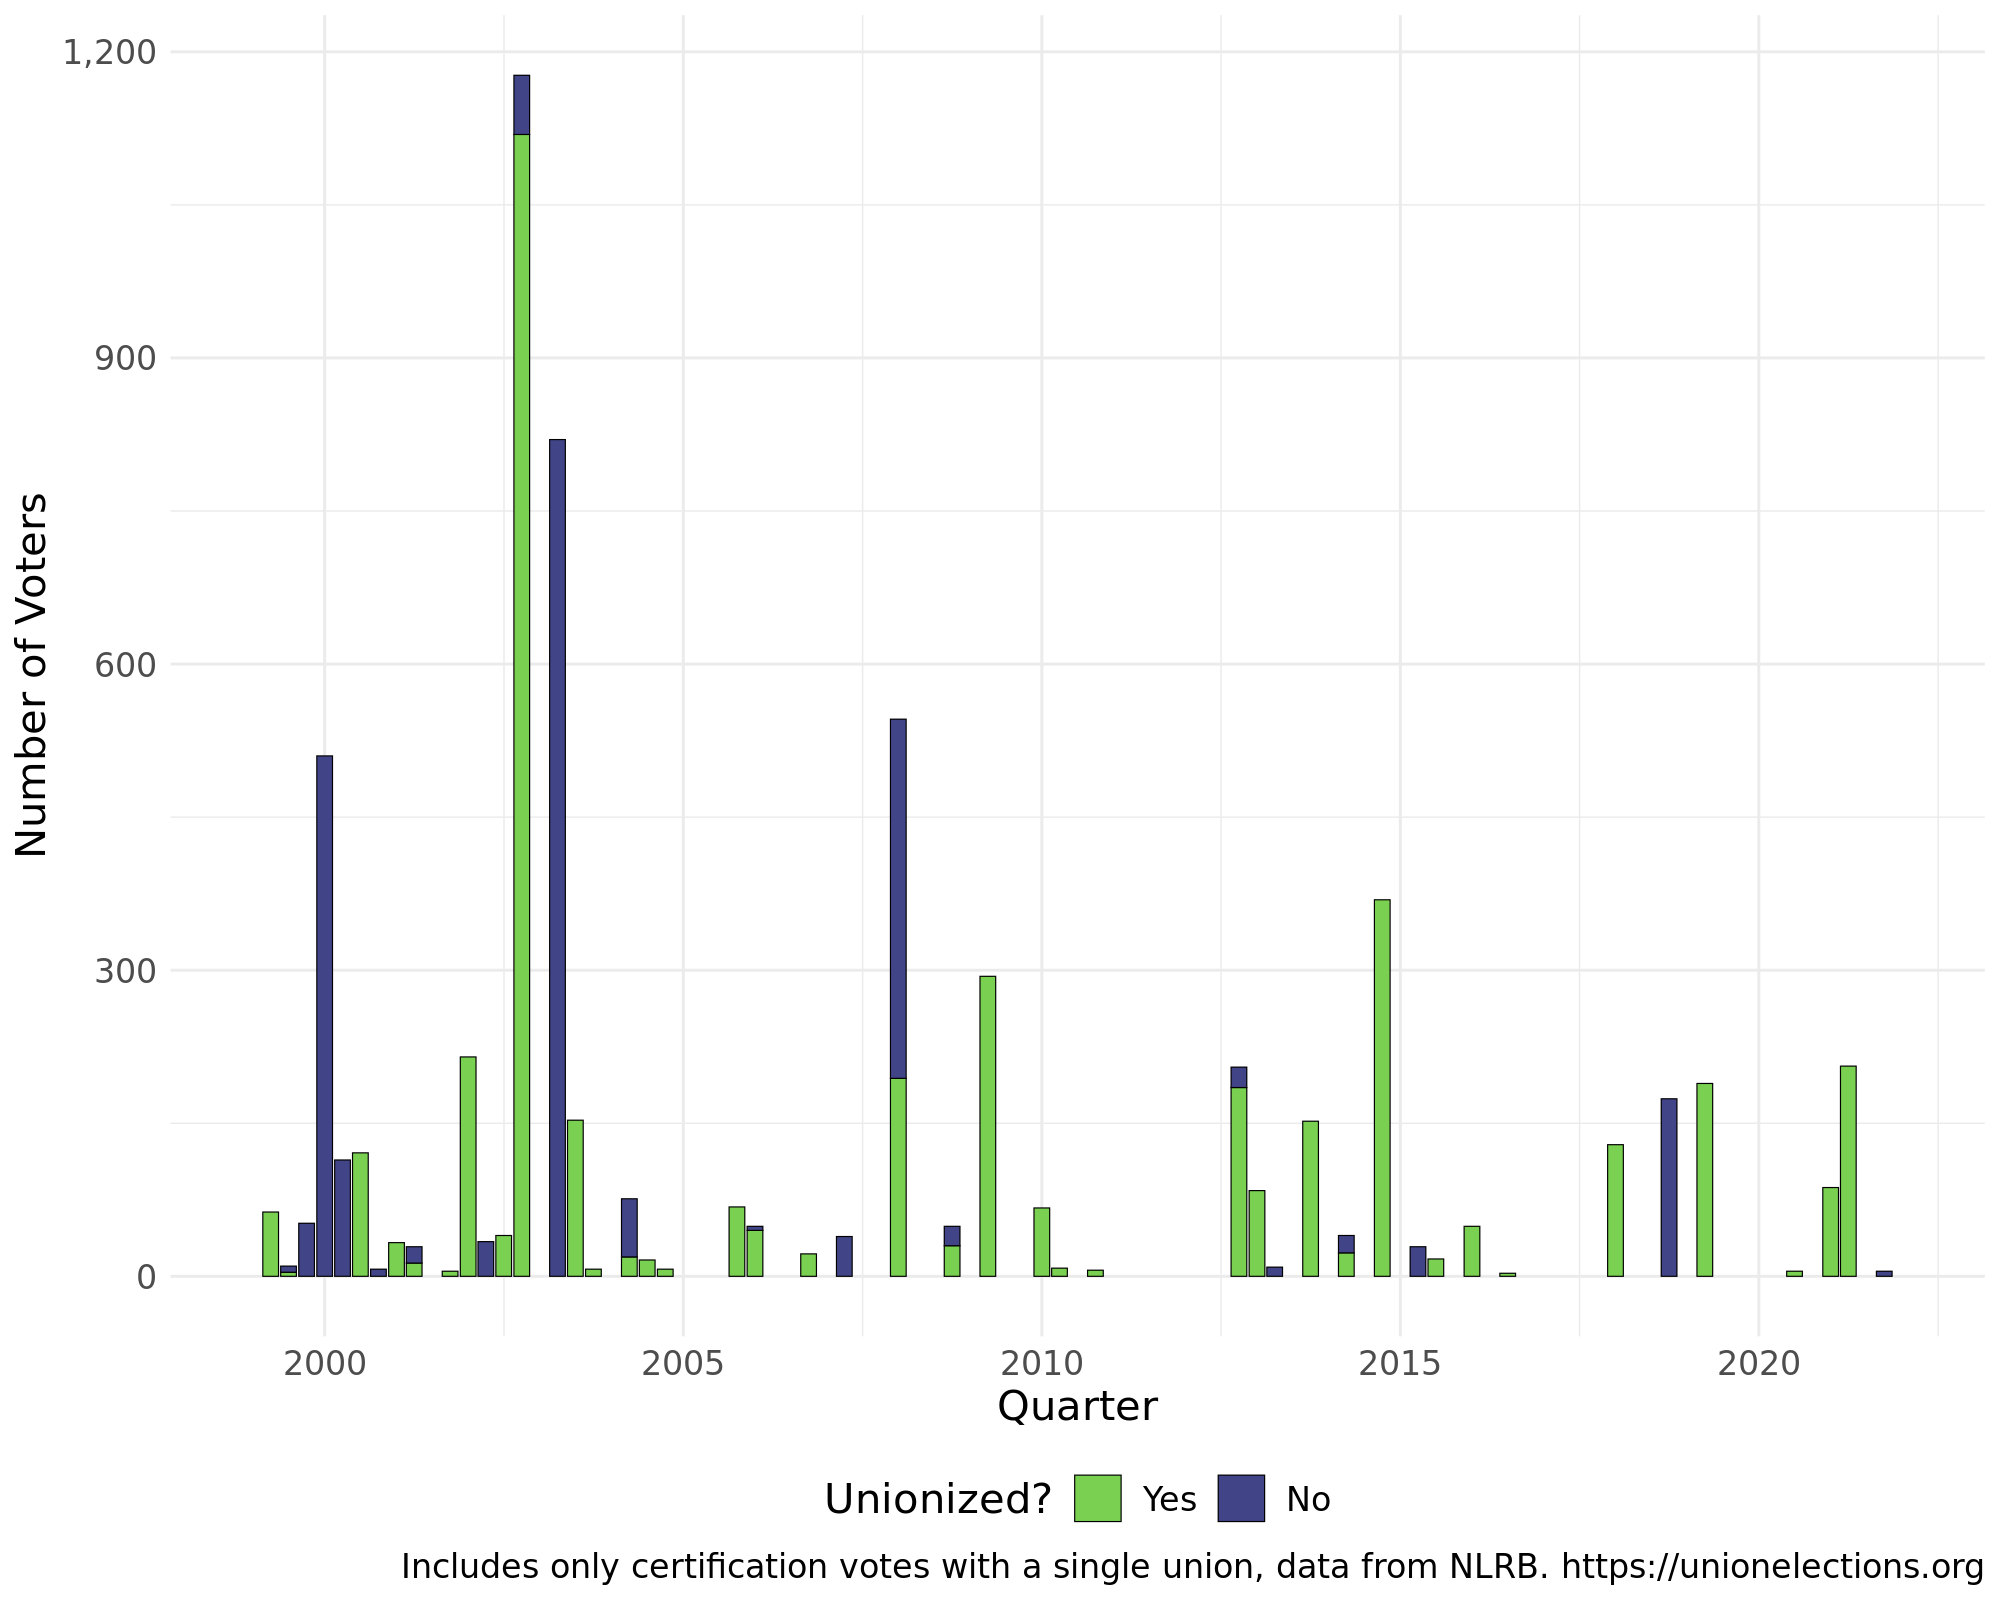 1,200
900
600
300
0
Number of Voters
2000 2005 2010 2015 2020
Quarter
Unionized? Yes No
Includes only certification votes with a single union, data from NLRB. https://unionelections.org